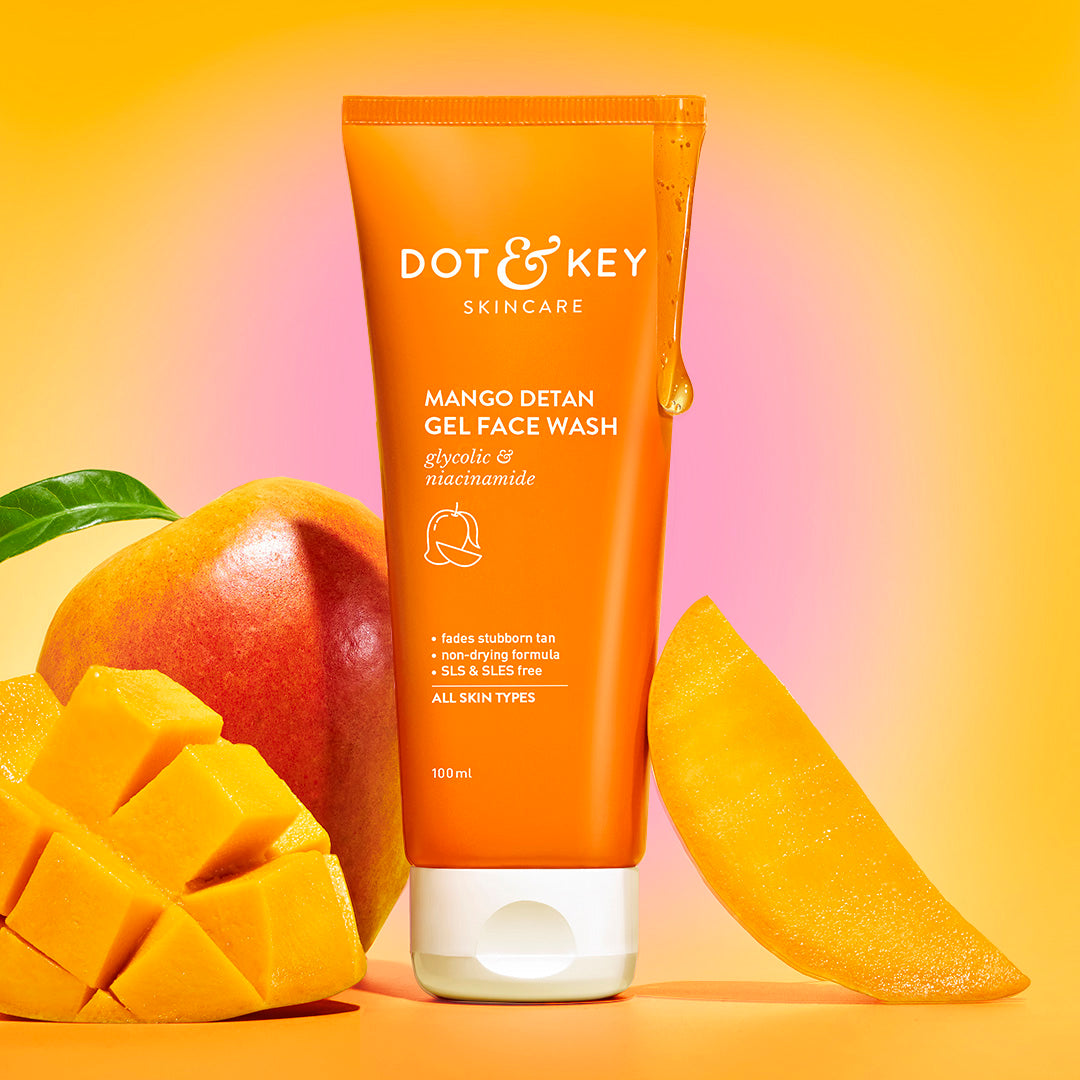 DOT & KEY
SKINCARE
MANGO DETAN
GEL FACE WASH
glycolic &
niacinamide
• fades stubborn tan
• non-drying formula
• SLS & SLES free
ALL SKIN TYPES
100ml